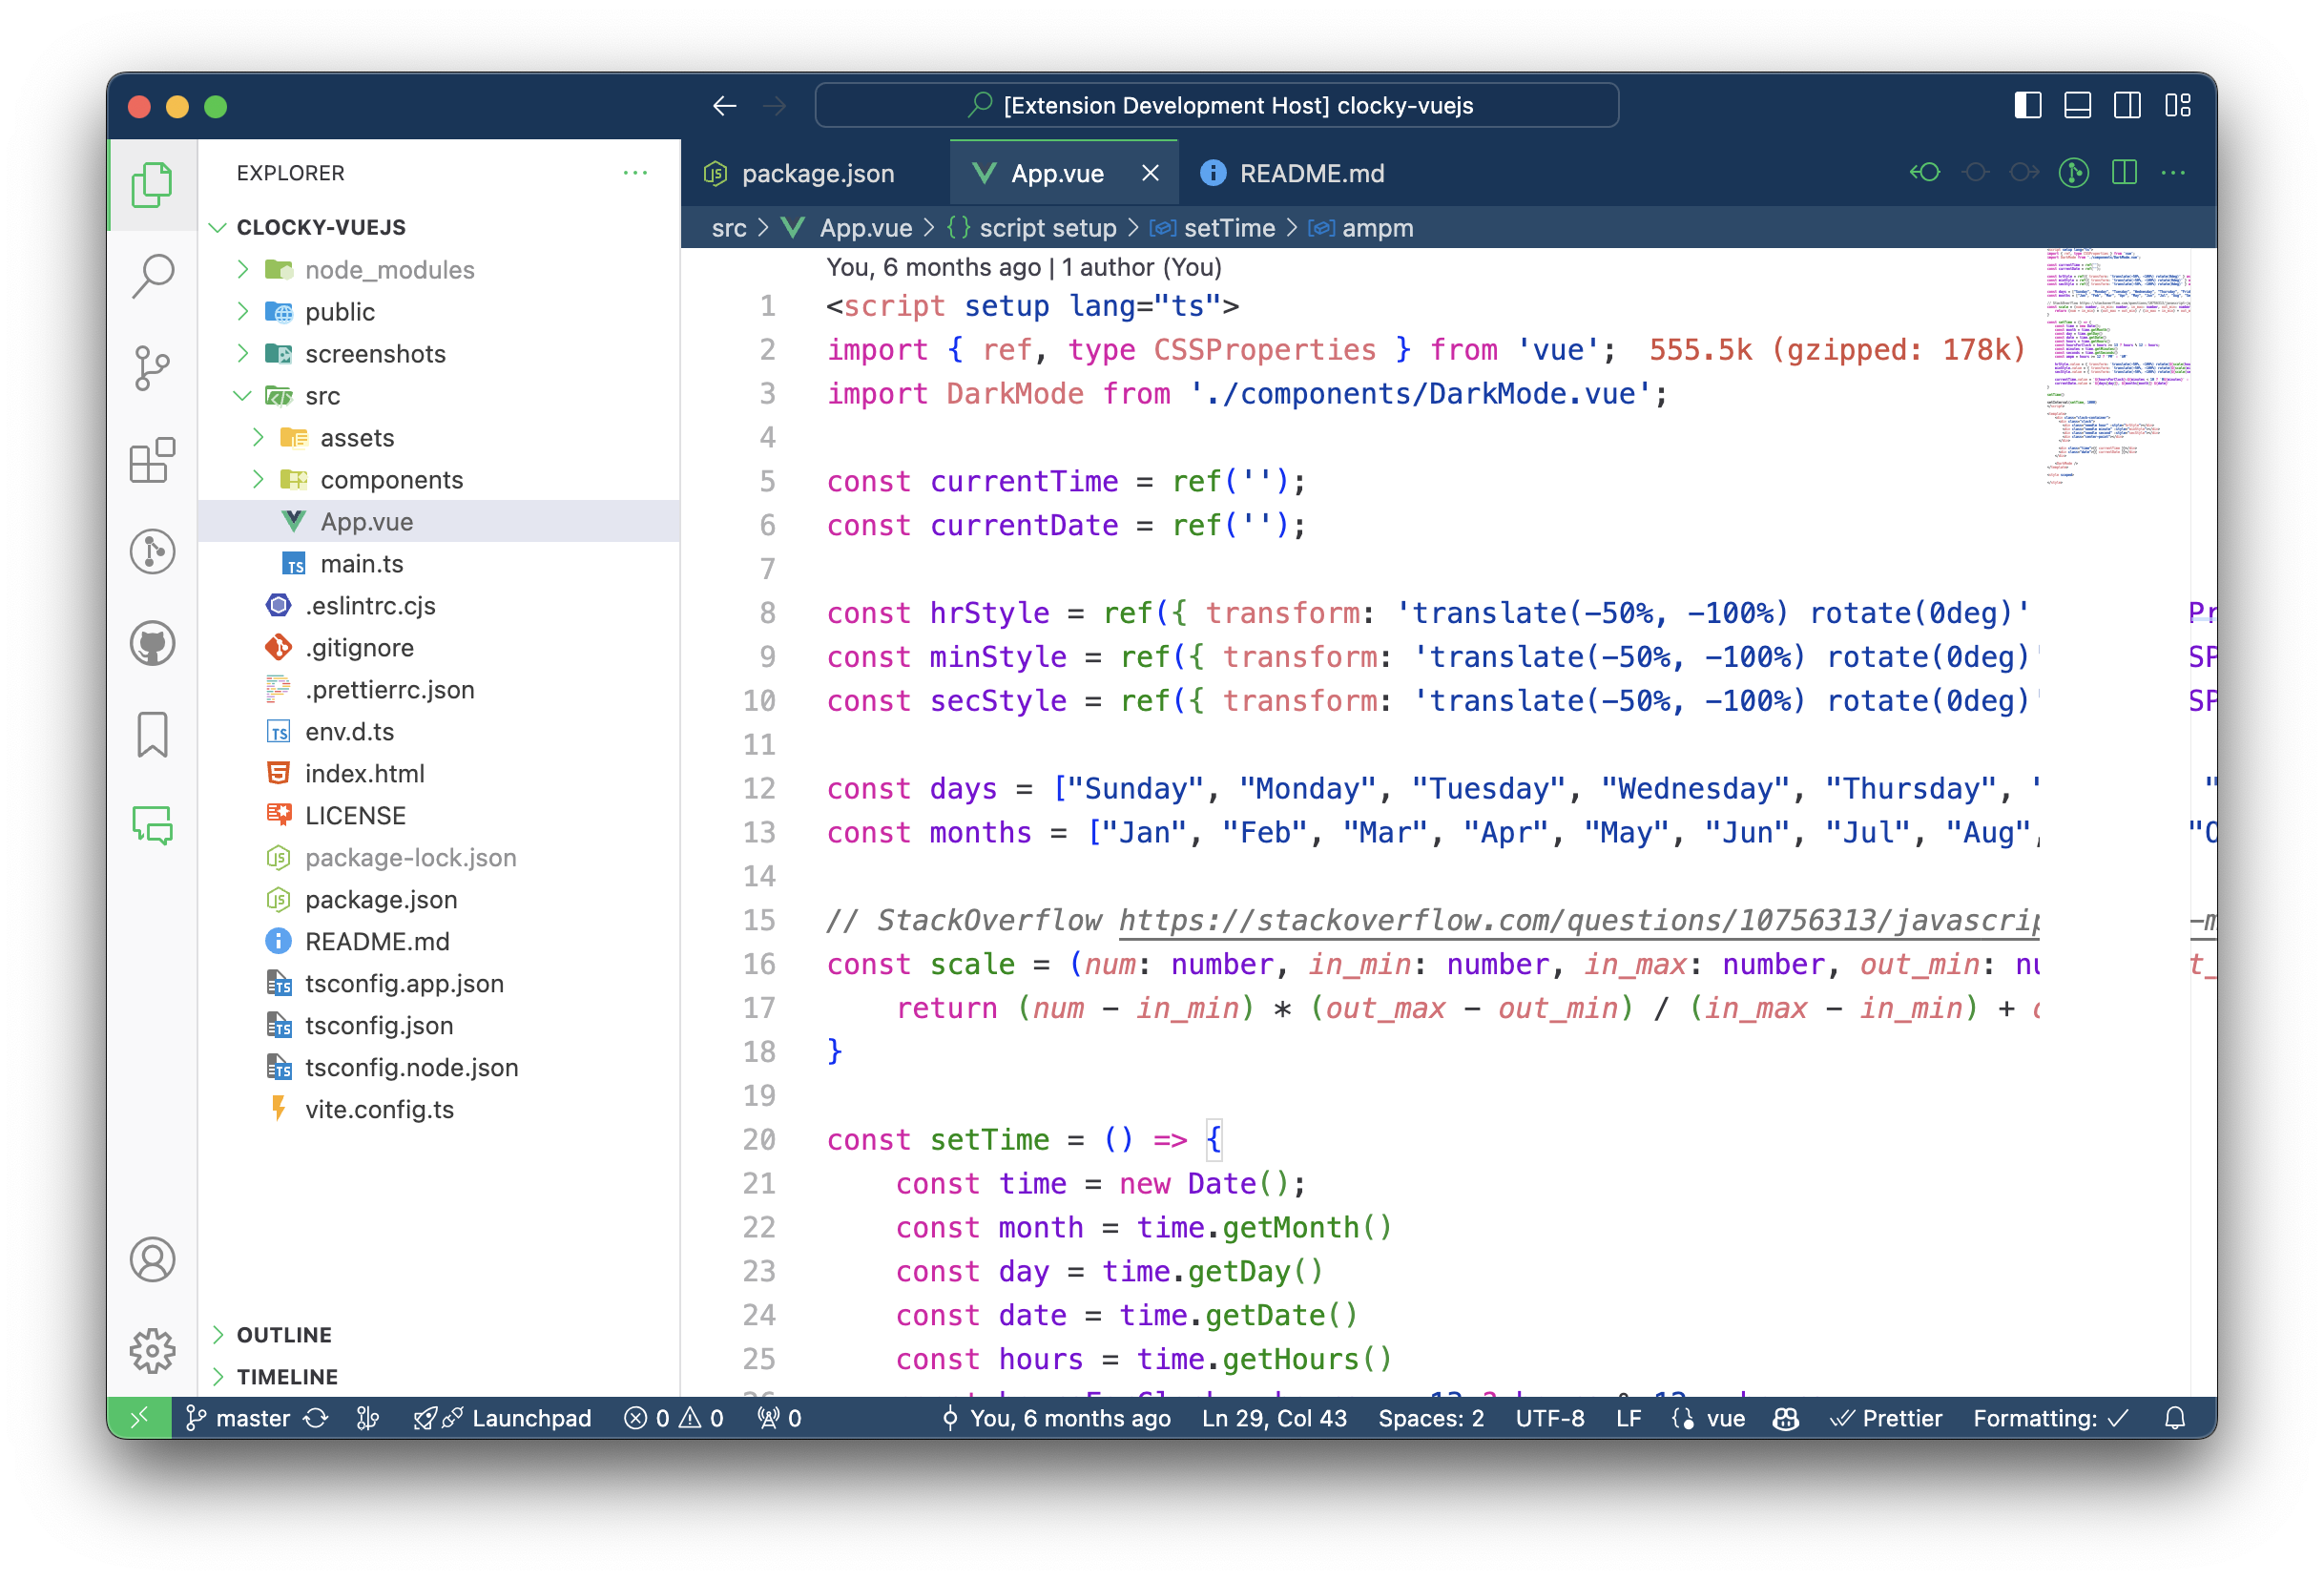 [Extension Development Host] clocky-vuejs
EXPLORER
CLOCKY-VUEJS
node_modules
public
screenshots
src
assets
components
App.vue
main.ts
.eslintrc.cjs
.gitignore
.prettierrc.json
env.d.ts
index.html
LICENSE
package-lock.json
package.json
README.md
tsconfig.app.json
tsconfig.json
tsconfig.node.json
vite.config.ts
OUTLINE
TIMELINE
package.json App.vue README.md
src > App.vue > {} script setup > setTime > ampm
You, 6 months ago | 1 author (You)
1 <script setup lang="ts">
2 import { ref, type CSSProperties } from 'vue'; 555.5k (gzipped: 178k)
3 import DarkMode from './components/DarkMode.vue';
4
5 const currentTime = ref('');
6 const currentDate = ref('');
7
8 const hrStyle = ref({ transform: 'translate(-50%, -100%) rotate(0deg)'
9 const minStyle = ref({ transform: 'translate(-50%, -100%) rotate(0deg)'
10 const secStyle = ref({ transform: 'translate(-50%, -100%) rotate(0deg)'
11
12 const days = ["Sunday", "Monday", "Tuesday", "Wednesday", "Thursday", "
13 const months = ["Jan", "Feb", "Mar", "Apr", "May", "Jun", "Jul", "Aug",
14
15 // StackOverflow https://stackoverflow.com/questions/10756313/javascrip
16 const scale = (num: number, in_min: number, in_max: number, out_min: nu
17 return (num - in_min) * (out_max - out_min) / (in_max - in_min) +
18 }
19
20 const setTime = () => {
21 const time = new Date();
22 const month = time.getMonth()
23 const day = time.getDay()
24 const date = time.getDate()
25 const hours = time.getHours()
master Launchpad 0 0 0 You, 6 months ago Ln 29, Col 43 Spaces: 2 UTF-8 LF vue Prettier Formatting: ✓